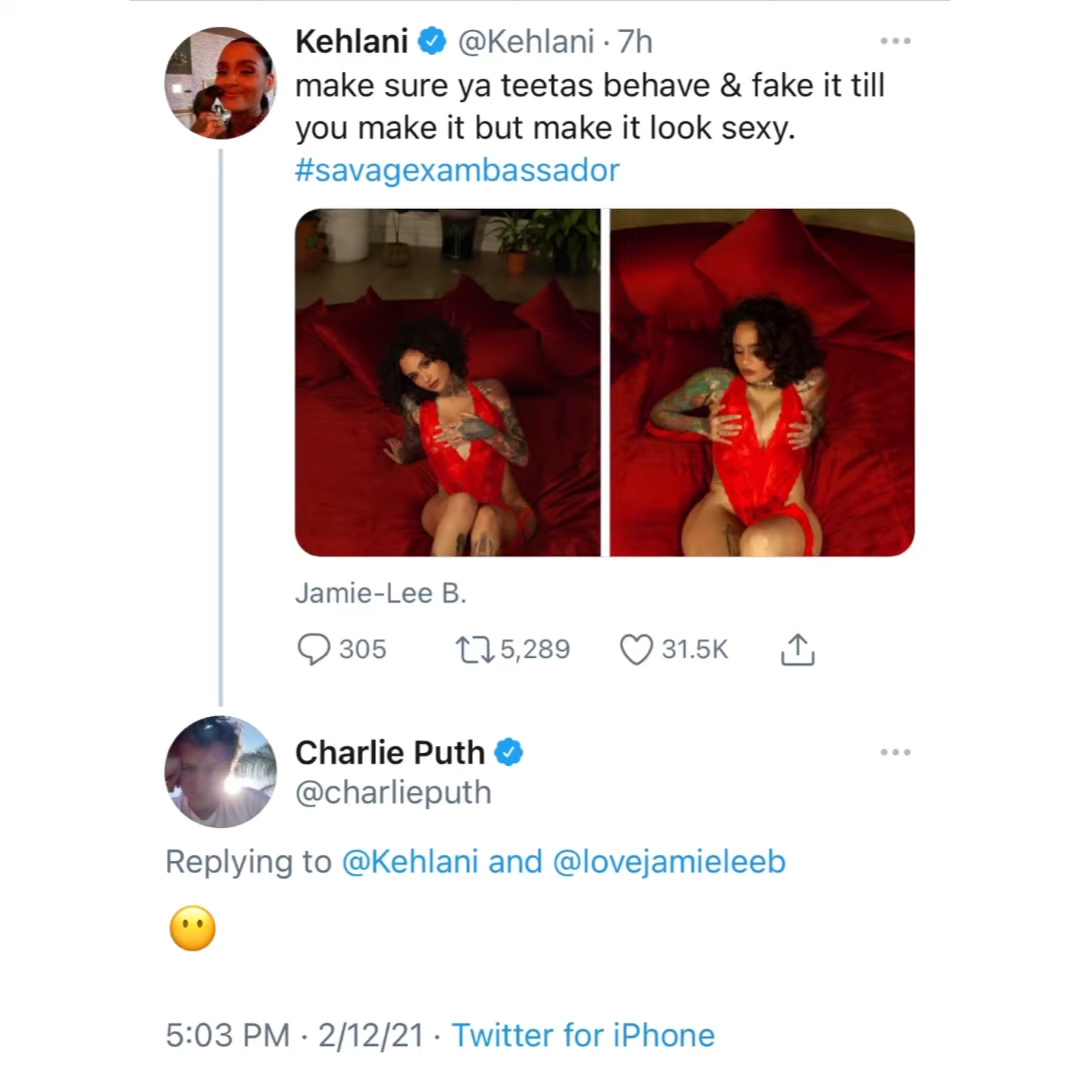 Kehlani @Kehlani · 7h
make sure ya teetas behave & fake it till
you make it but make it look sexy.
#savagexambassador
Jamie-Lee B.
305 5,289 31.5K
Charlie Puth
@charlieputh
Replying to @Kehlani and @lovejamieleeb
5:03 PM · 2/12/21 · Twitter for iPhone